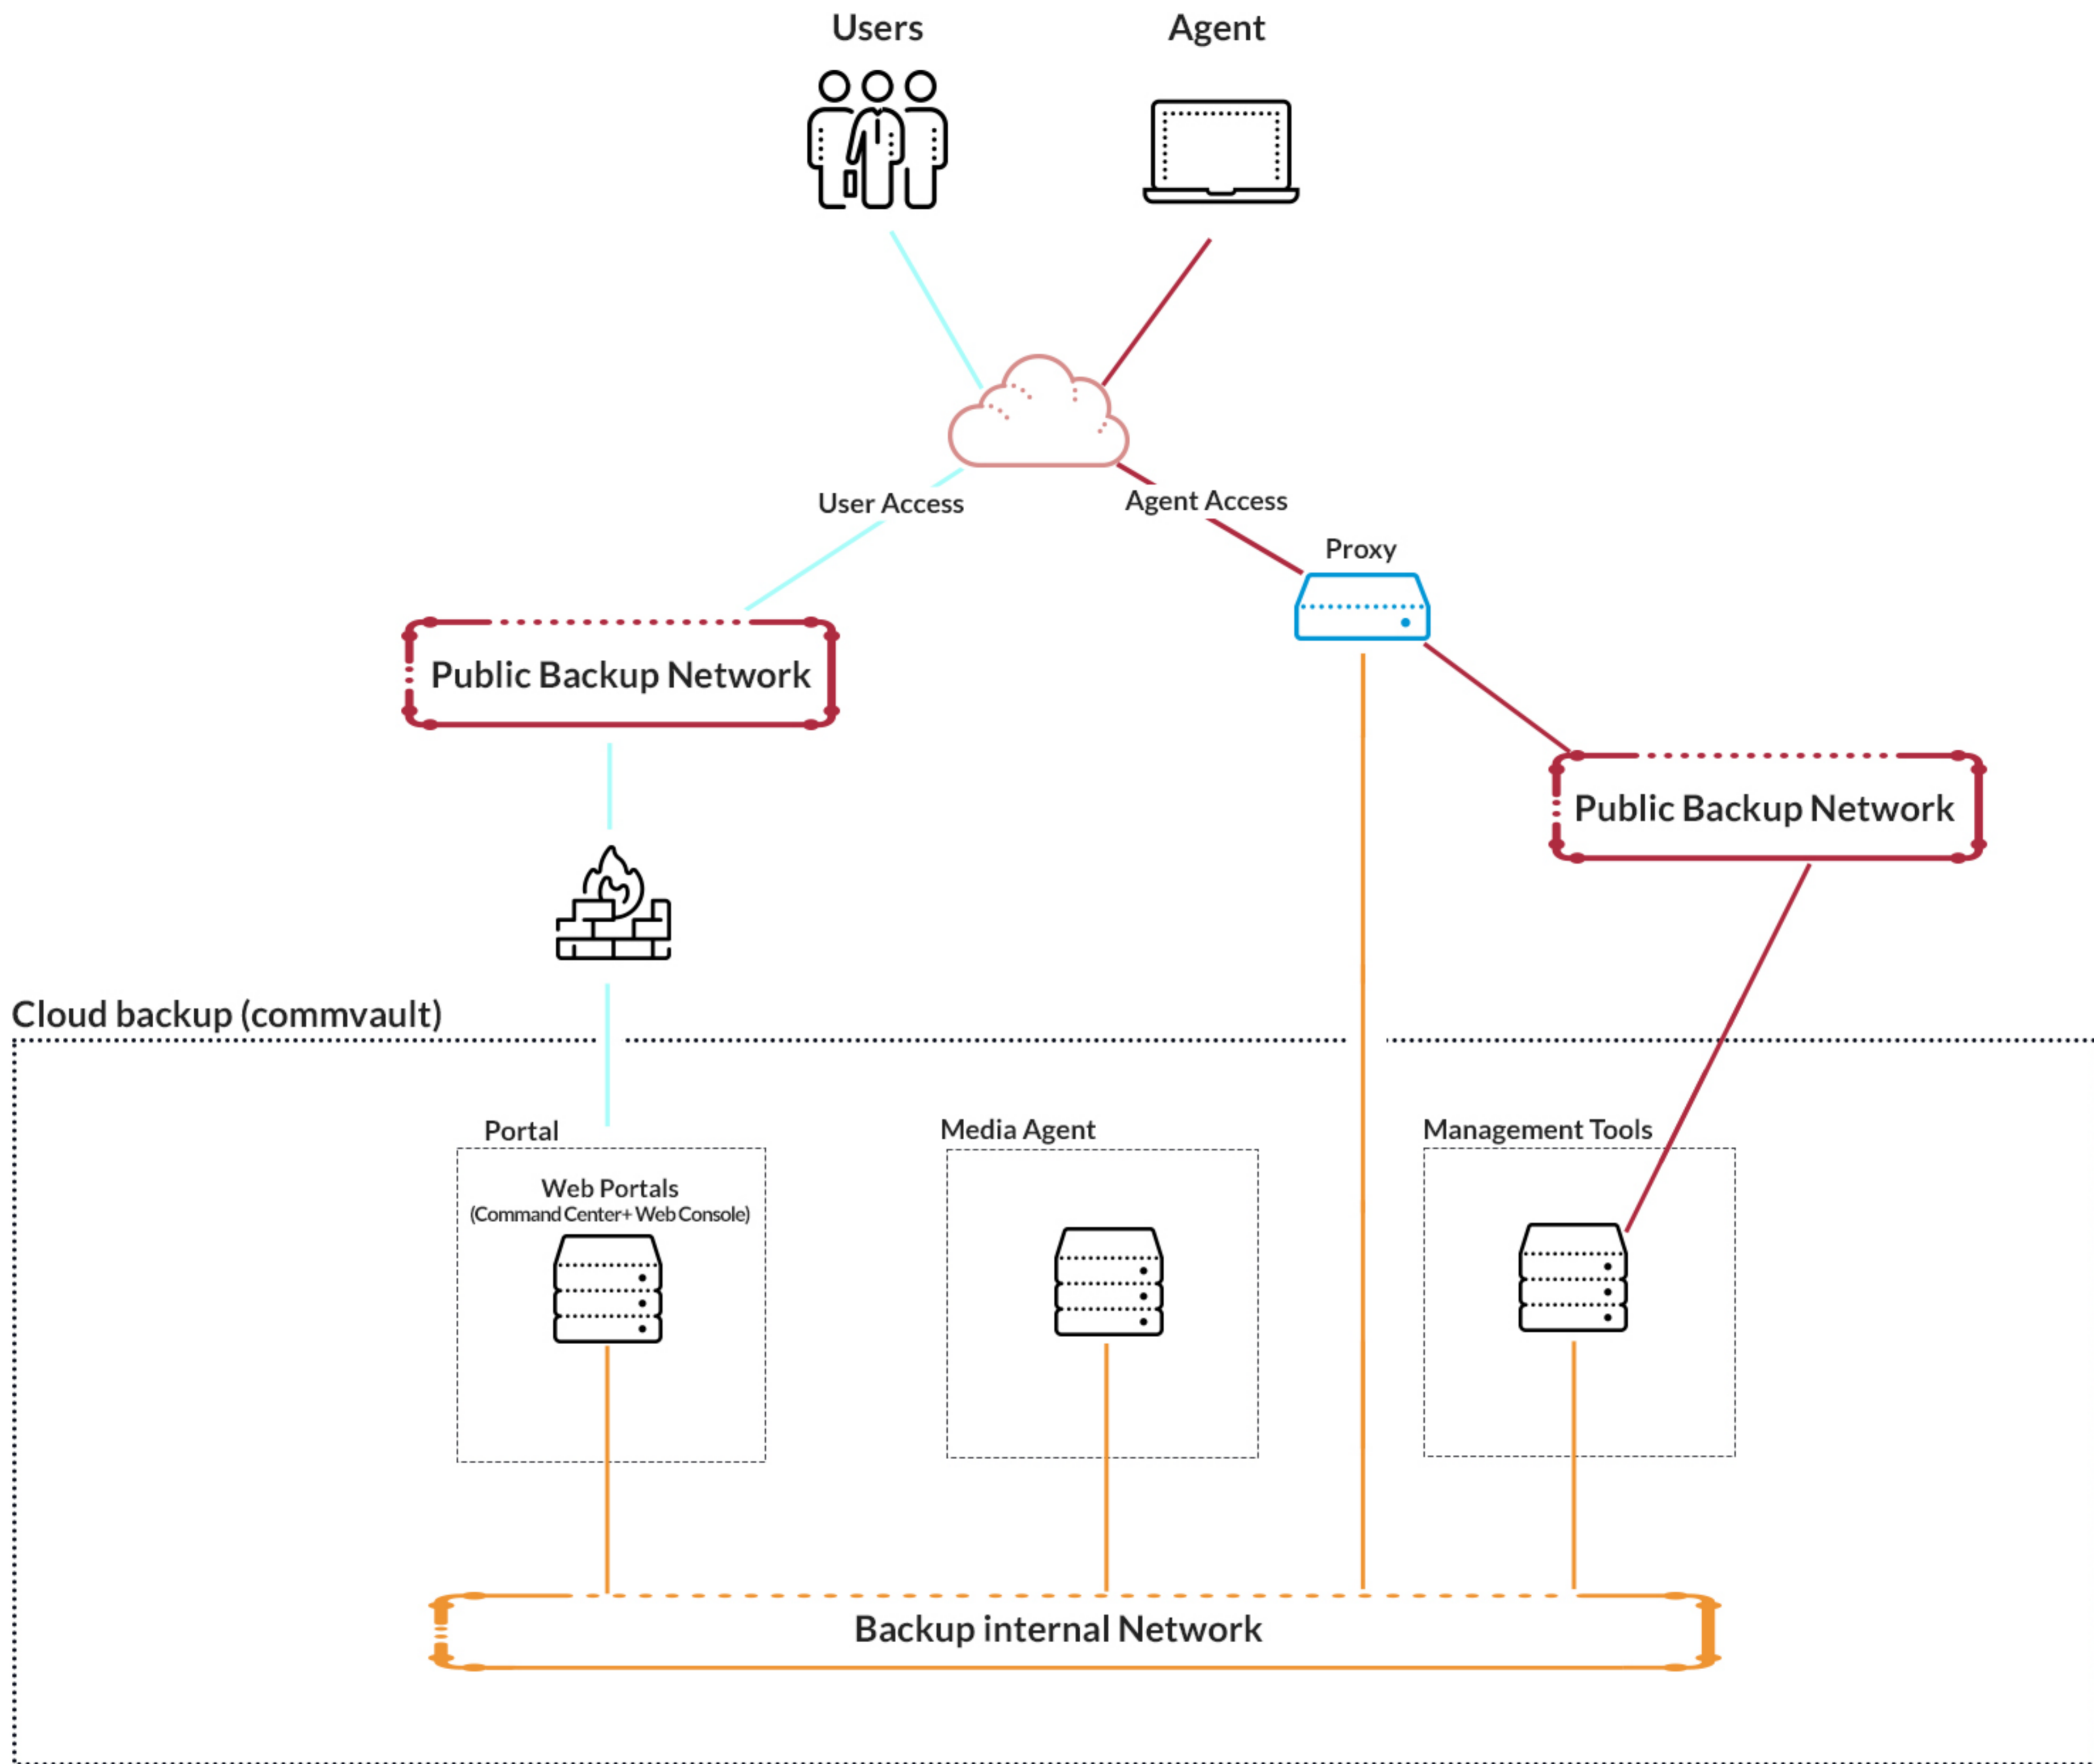 Users
Agent
User Access
Agent Access
Proxy
Public Backup Network
Public Backup Network
Cloud backup (commvault)
Portal
Media Agent
Management Tools
Web Portals
(Command Center+ Web Console)
Backup internal Network